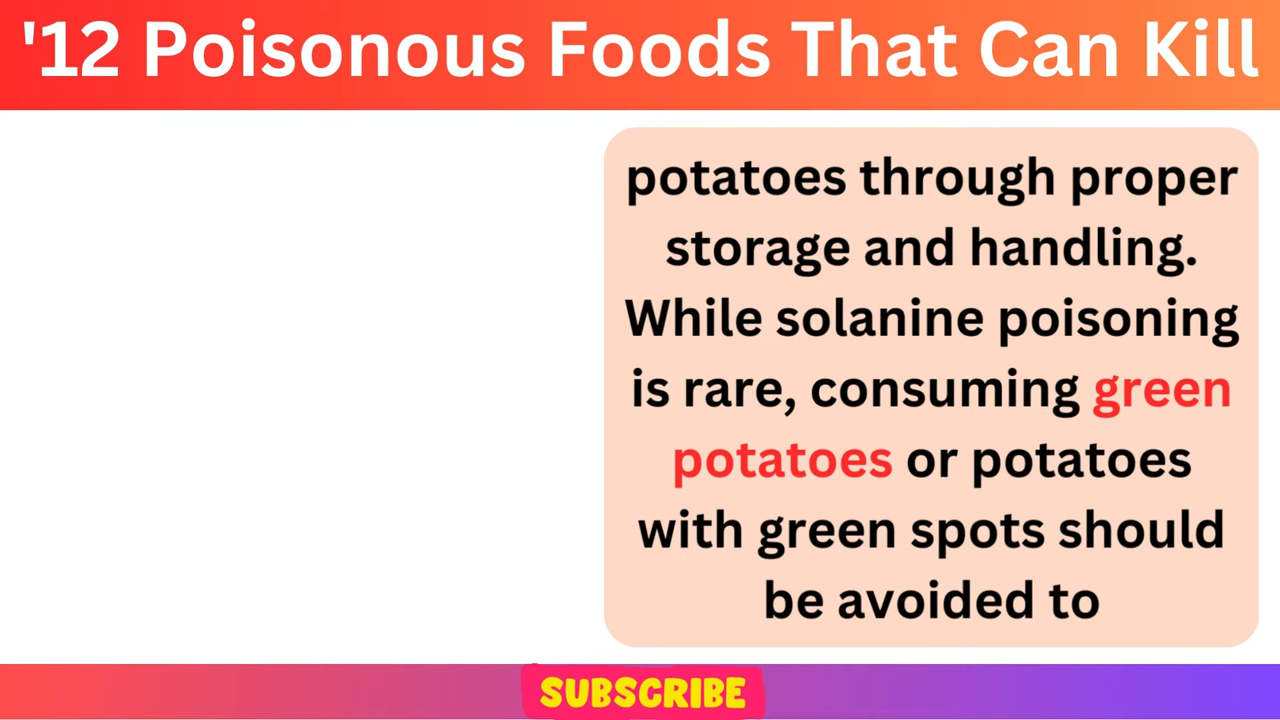 '12 Poisonous Foods That Can Kill
potatoes through proper
storage and handling.
While solanine poisoning
is rare, consuming green
potatoes or potatoes
with green spots should
be avoided to
SUBSCRIBE